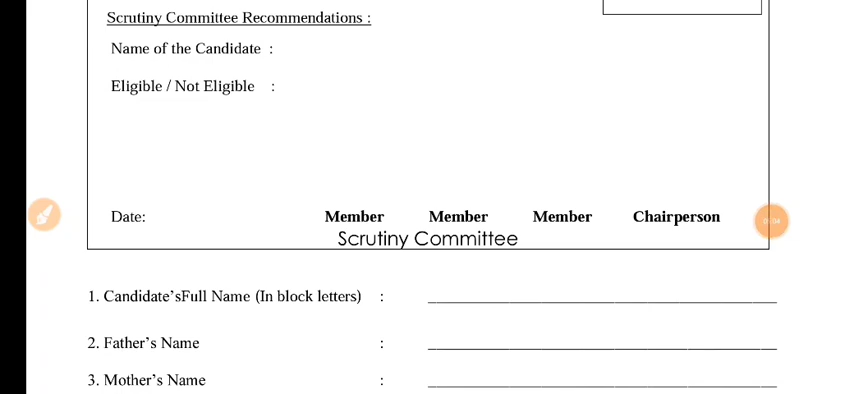 Scrutiny Committee Recommendations :
Name of the Candidate :
Eligible / Not Eligible :
Date: Member Member Member Chairperson
Scrutiny Committee
1. Candidate'sFull Name (In block letters) :
2. Father's Name :
3. Mother's Name :